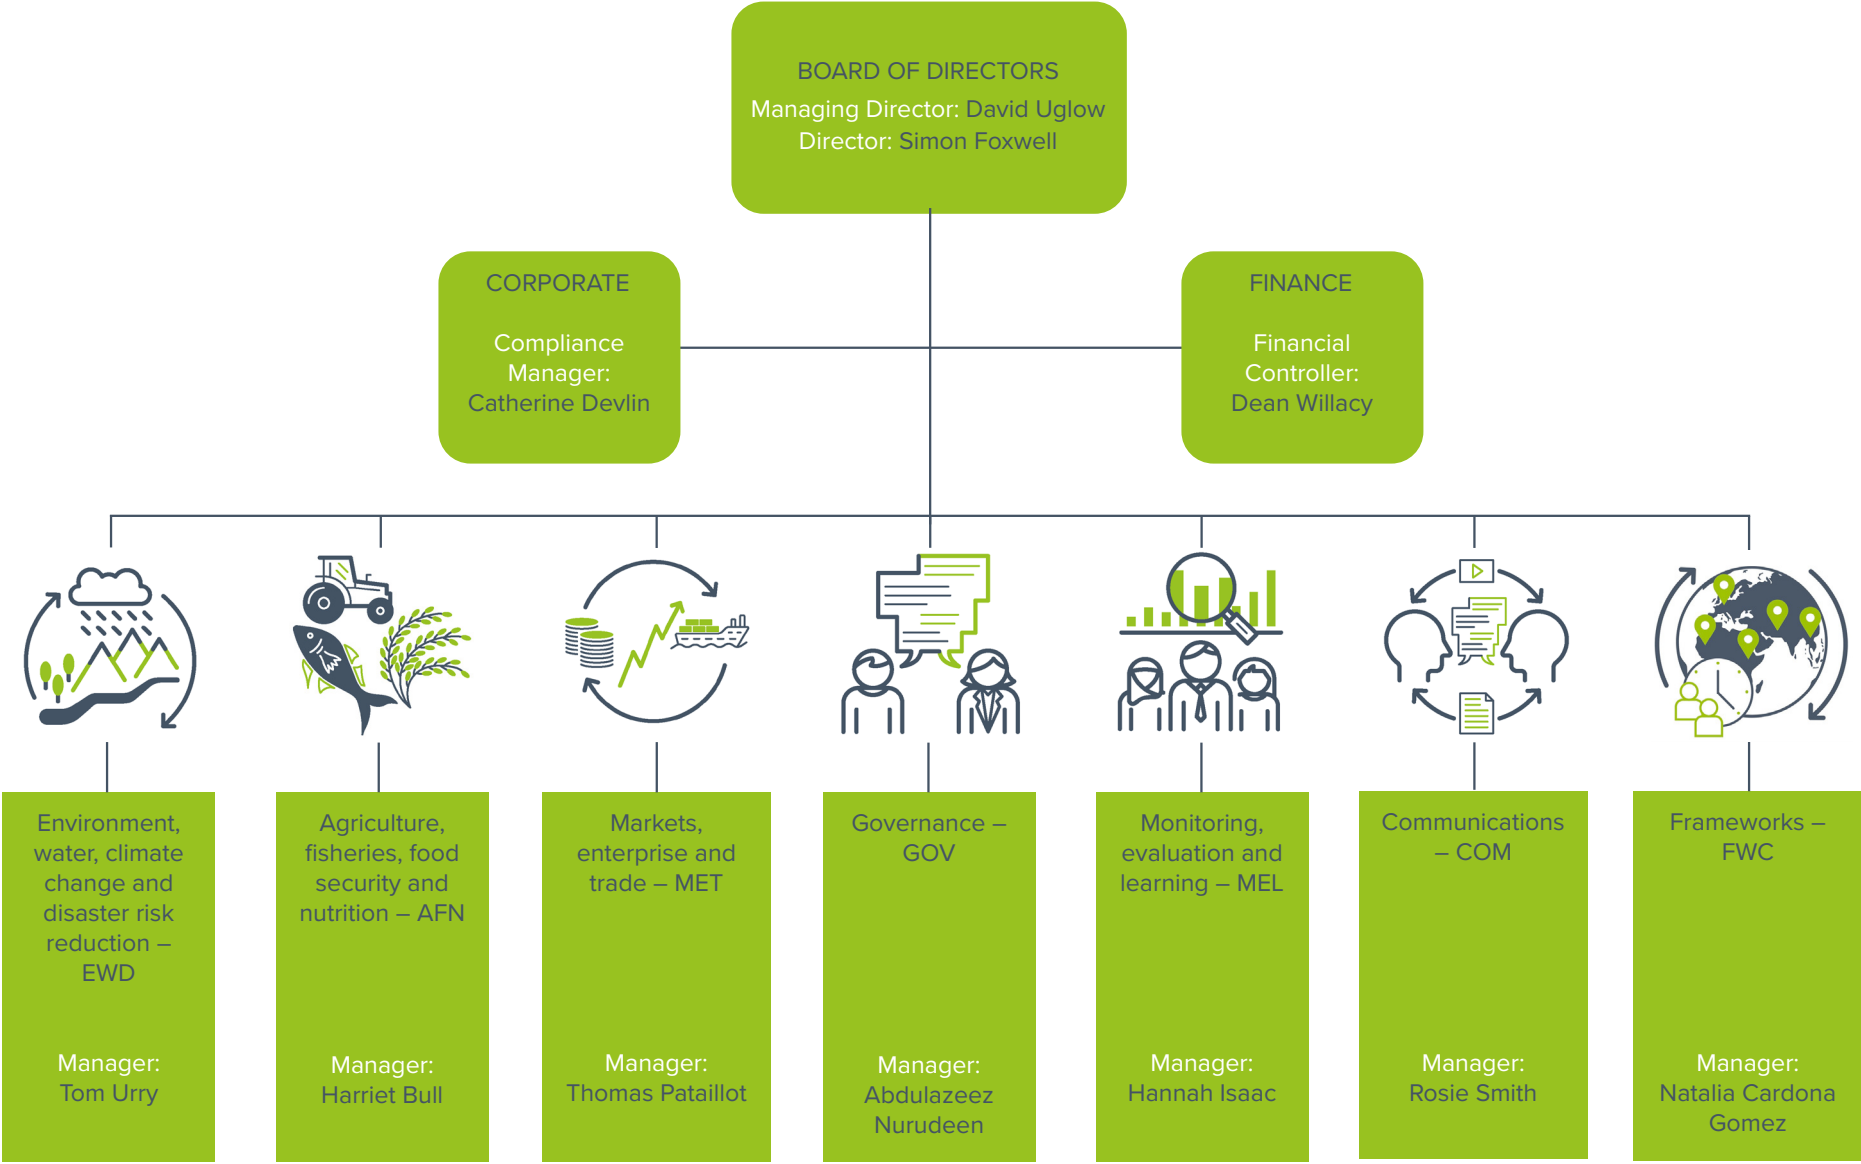 BOARD OF DIRECTORS
Managing Director: David Uglow
Director: Simon Foxwell
CORPORATE
Compliance
Manager:
Catherine Devlin
FINANCE
Financial
Controller:
Dean Willacy
Environment,
water, climate
change and
disaster risk
reduction –
EWD
Manager:
Tom Urry
Agriculture,
fisheries, food
security and
nutrition – AFN
Manager:
Harriet Bull
Markets,
enterprise and
trade – MET
Manager:
Thomas Pataillot
Governance –
GOV
Manager:
Abdulazeez
Nurudeen
Monitoring,
evaluation and
learning – MEL
Manager:
Hannah Isaac
Communications
– COM
Manager:
Rosie Smith
Frameworks –
FWC
Manager:
Natalia Cardona
Gomez